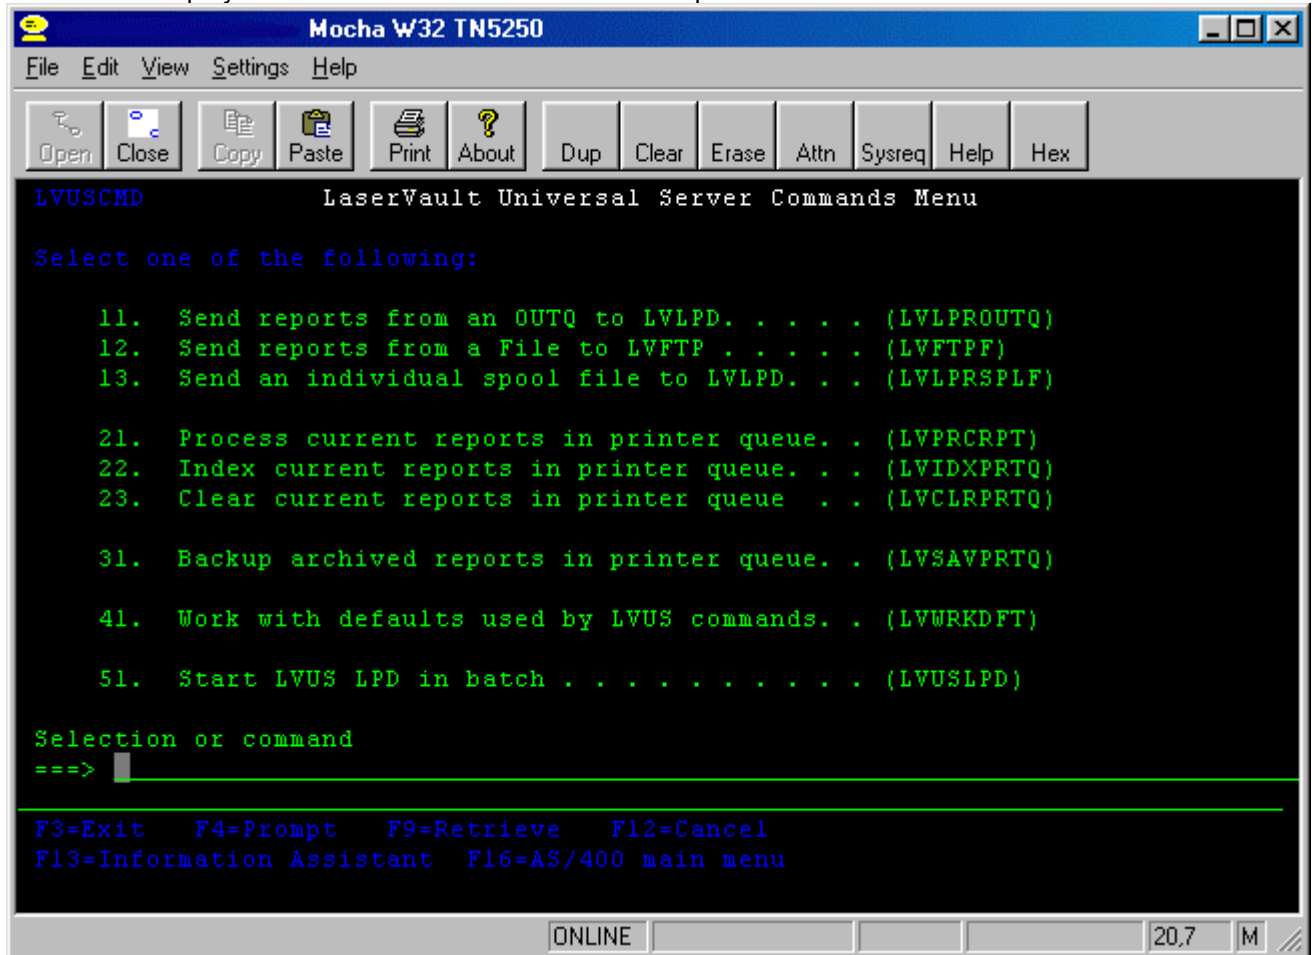 Mocha W32 TN5250
File Edit View Settings Help
Open Close Copy Paste Print About Dup Clear Erase Attn Sysreq Help Hex
LVUSCMD LaserVault Universal Server Commands Menu
Select one of the following:
11. Send reports from an OUTQ to LVLPD. . . . . (LVLPROUTQ)
12. Send reports from a File to LVFTP . . . . . (LVFTPF)
13. Send an individual spool file to LVLPD. . . (LVLPRSPLF)
21. Process current reports in printer queue. . (LVPRCRPT)
22. Index current reports in printer queue. . . (LVIDXPRTQ)
23. Clear current reports in printer queue . . (LVCLRPRTQ)
31. Backup archived reports in printer queue. . (LVSAVPRTQ)
41. Work with defaults used by LVUS commands. . (LVWRKDFT)
51. Start LVUS LPD in batch . . . . . . . . . . (LVUSLPD)
Selection or command
===>
F3=Exit F4=Prompt F9=Retrieve F12=Cancel
F13=Information Assistant F16=AS/400 main menu
ONLINE 20,7 M